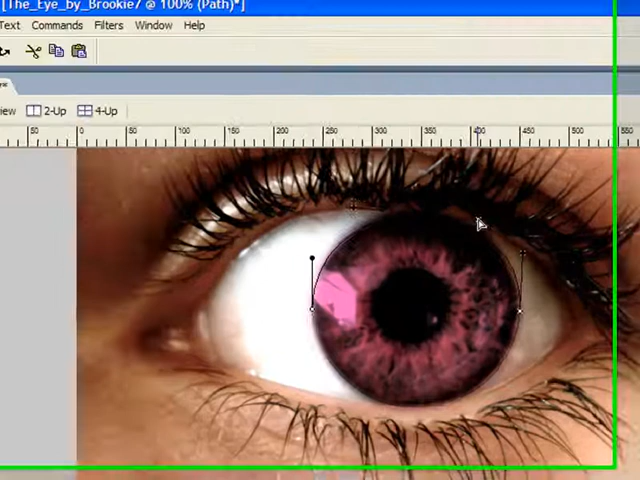 [The_Eye_by_Brookie7 @ 100% (Path)*]
Text Commands Filters Window Help
iew 2-Up 4-Up
50 0 50 100 150 200 250 300 350 400 450 500 550